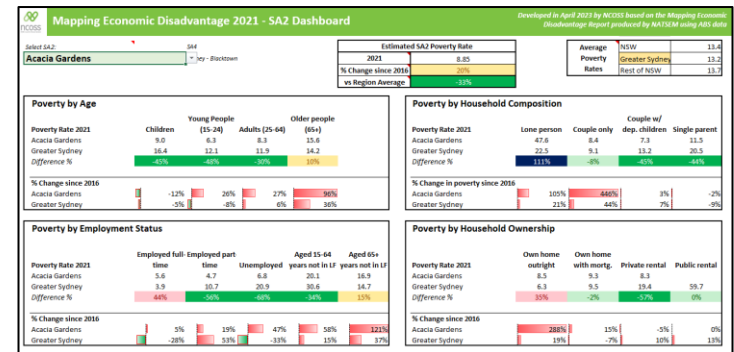 ncoss
Mapping Economic Disadvantage 2021 - SA2 Dashboard
Developed in April 2023 by NCOSS based on the Mapping Economic
Disadvantage Report produced by NATSEM using ABS data
Select SA2: SA4
Acacia Gardens ney - Blacktown
Estimated SA2 Poverty Rate
2021 8.85
% Change since 2016 20%
vs Region Average -33%
Average Poverty Rates
NSW 13.4
Greater Sydney 13.2
Rest of NSW 13.7
Poverty by Age
Poverty Rate 2021 Children Young People (15-24) Adults (25-64) Older people (65+)
Acacia Gardens 9.0 6.3 8.3 15.6
Greater Sydney 16.4 12.1 11.9 14.2
Difference % -45% -48% -30% 10%
% Change since 2016
Acacia Gardens -12% 26% 27% 96%
Greater Sydney -5% -8% 6% 36%
Poverty by Household Composition
Poverty Rate 2021 Lone person Couple only Couple w/ dep. children Single parent
Acacia Gardens 47.6 8.4 7.3 11.5
Greater Sydney 22.5 9.1 13.2 20.5
Difference % 111% -8% -45% -44%
% Change in poverty since 2016
Acacia Gardens 105% 446% 3% -2%
Greater Sydney 21% 44% 7% -9%
Poverty by Employment Status
Poverty Rate 2021 Employed full-time Employed part time Unemployed Aged 15-64 years not in LF Aged 65+ years not in LF
Acacia Gardens 5.6 4.7 6.8 20.1 16.9
Greater Sydney 3.9 10.7 20.9 30.6 14.7
Difference % 44% -56% -68% -34% 15%
% Change since 2016
Acacia Gardens 5% 19% 47% 58% 121%
Greater Sydney -28% 53% -33% 15% 37%
Poverty by Household Ownership
Poverty Rate 2021 Own home outright Own home with mortg. Private rental Public rental
Acacia Gardens 8.5 9.3 8.3
Greater Sydney 6.3 9.5 19.4 59.7
Difference % 35% -2% -57% 0%
% Change since 2016
Acacia Gardens 288% 15% -5% 0%
Greater Sydney 19% -7% 10% 13%